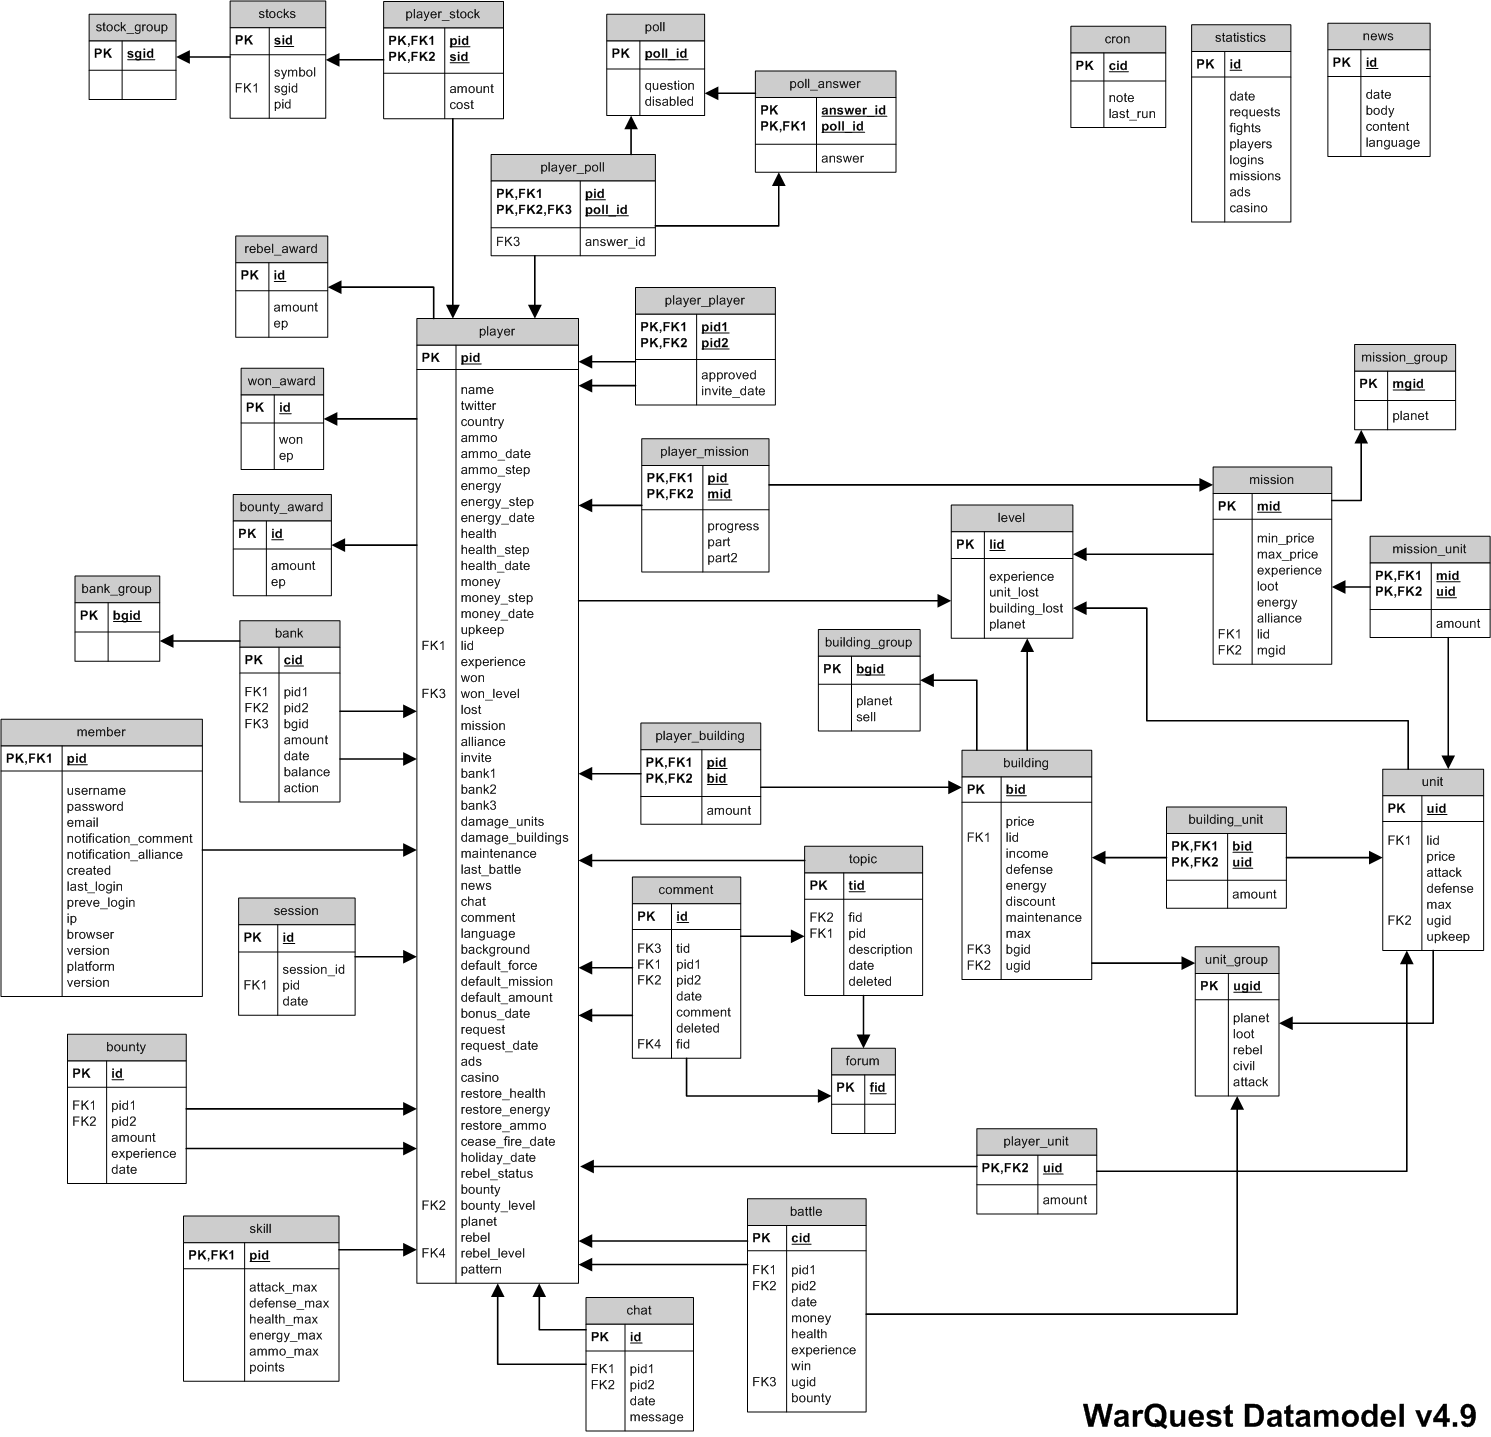 stock_group
PK sgid
stocks
PK sid
symbol
FK1 sgid
pid
player_stock
PK,FK1 pid
PK,FK2 sid
amount
cost
poll
PK poll_id
question
disabled
poll_answer
PK answer_id
PK,FK1 poll_id
answer
cron
PK cid
note
last_run
statistics
PK id
date
requests
fights
players
logins
missions
ads
casino
news
PK id
date
body
content
language
player_poll
PK,FK1 pid
PK,FK2,FK3 poll_id
FK3 answer_id
rebel_award
PK id
amount
ep
won_award
PK id
won
ep
bounty_award
PK id
amount
ep
bank_group
PK bgid
bank
PK cid
FK1 pid1
FK2 pid2
FK3 bgid
amount
date
balance
action
member
PK,FK1 pid
username
password
email
notification_comment
notification_alliance
created
last_login
preve_login
ip
browser
version
platform
version
session
PK id
session_id
FK1 pid
date
bounty
PK id
FK1 pid1
FK2 pid2
amount
experience
date
skill
PK,FK1 pid
attack_max
defense_max
health_max
energy_max
ammo_max
points
player
PK pid
name
twitter
country
ammo
ammo_date
ammo_step
energy
energy_step
energy_date
health
health_step
health_date
money
money_step
money_date
upkeep
FK1 lid
experience
won
FK3 won_level
lost
mission
alliance
invite
bank1
bank2
bank3
damage_units
damage_buildings
maintenance
last_battle
news
chat
comment
language
background
default_force
default_mission
default_amount
bonus_date
request
request_date
ads
casino
restore_health
restore_energy
restore_ammo
cease_fire_date
holiday_date
rebel_status
bounty
FK2 bounty_level
planet
rebel
FK4 rebel_level
pattern
player_player
PK,FK1 pid1
PK,FK2 pid2
approved
invite_date
player_mission
PK,FK1 pid
PK,FK2 mid
progress
part
part2
mission_group
PK mgid
planet
mission
PK mid
min_price
max_price
experience
loot
energy
alliance
FK1 lid
FK2 mgid
level
PK lid
experience
unit_lost
building_lost
planet
mission_unit
PK,FK1 mid
PK,FK2 uid
amount
building_group
PK bgid
planet
sell
player_building
PK,FK1 pid
PK,FK2 bid
amount
building
PK bid
price
FK1 lid
income
defense
energy
discount
maintenance
max
FK3 bgid
FK2 ugid
building_unit
PK,FK1 bid
PK,FK2 uid
amount
unit
PK uid
FK1 lid
price
attack
defense
max
FK2 ugid
upkeep
topic
PK tid
FK2 fid
FK1 pid
description
date
deleted
comment
PK id
FK3 tid
FK1 pid1
FK2 pid2
date
comment
deleted
FK4 fid
unit_group
PK ugid
planet
loot
rebel
civil
attack
forum
PK fid
player_unit
PK,FK2 uid
amount
battle
PK cid
FK1 pid1
FK2 pid2
date
money
health
experience
win
FK3 ugid
bounty
chat
PK id
FK1 pid1
FK2 pid2
date
message
WarQuest Datamodel v4.9